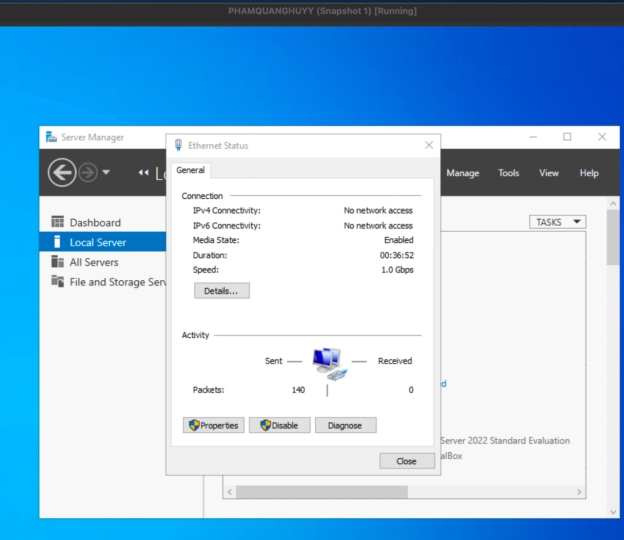 PHAMQUANGHUYY (Snapshot 1) [Running]
Server Manager
Ethernet Status
Manage Tools View Help
General
Connection
IPv4 Connectivity: No network access
IPv6 Connectivity: No network access
Media State: Enabled
Duration: 00:36:52
Speed: 1.0 Gbps
Details...
Dashboard
Local Server
All Servers
File and Storage Serv
TASKS
Activity
Sent Received
Packets: 140 0
Properties Disable Diagnose
Close
Server 2022 Standard Evaluation
alBox